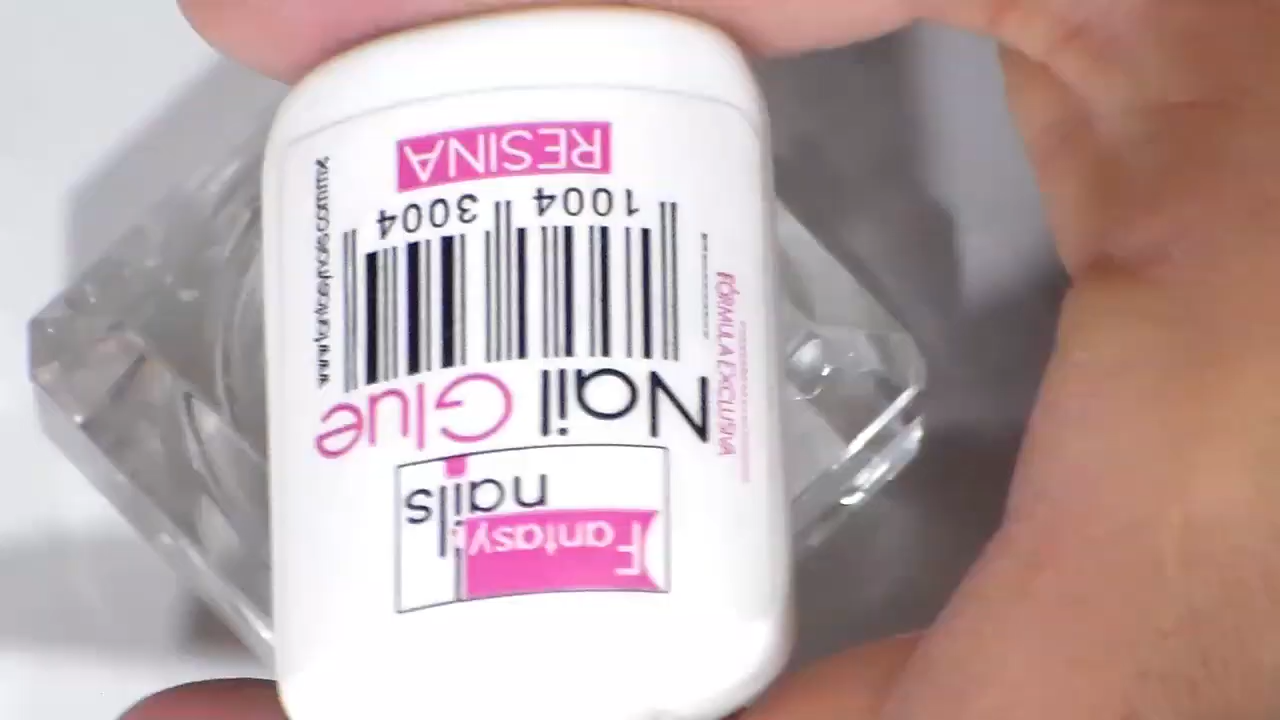 Fantasy
nails
Nail Glue
1004 3004
RESINA
FÓRMULA EXCLUSIVA